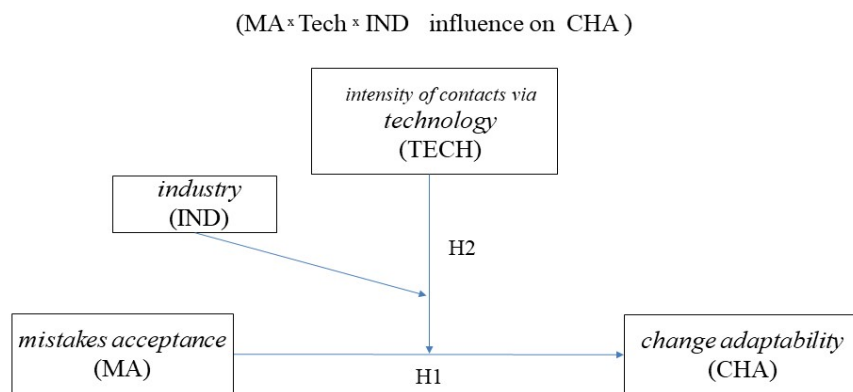 (MA x Tech x IND influence on CHA )
intensity of contacts via
technology
(TECH)
industry
(IND)
H2
mistakes acceptance
(MA)
H1
change adaptability
(CHA)